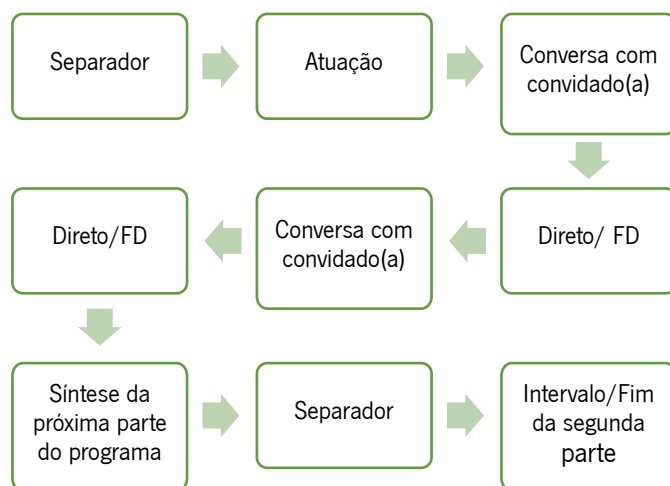 Separador
Atuação
Conversa com
convidado(a)
Direto/ FD
Conversa com
convidado(a)
Direto/FD
Síntese da
próxima parte
do programa
Separador
Intervalo/Fim
da segunda
parte